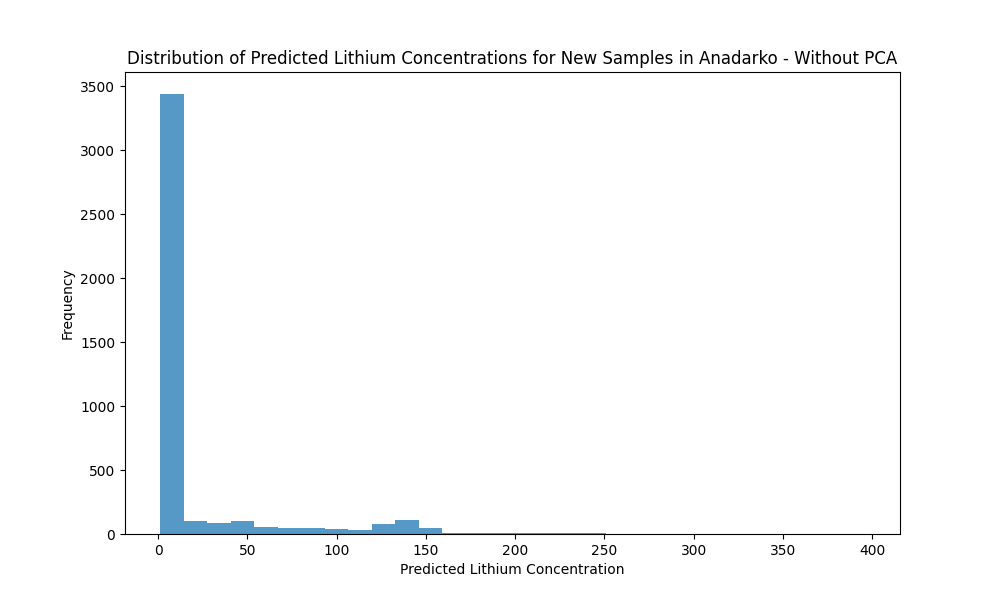 Distribution of Predicted Lithium Concentrations for New Samples in Anadarko - Without PCA
3500
3000
2500
2000
1500
1000
500
0
Frequency
0 50 100 150 200 250 300 350 400
Predicted Lithium Concentration